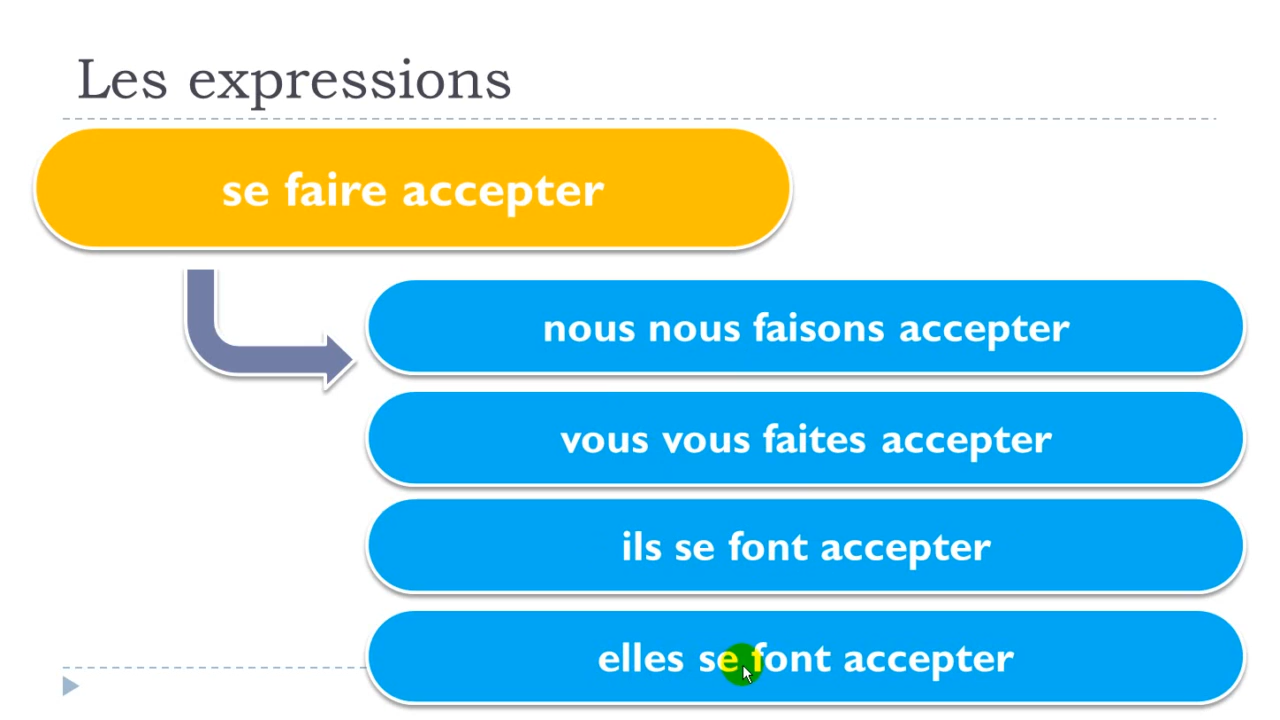 Les expressions
se faire accepter
nous nous faisons accepter
vous vous faites accepter
ils se font accepter
elles se font accepter